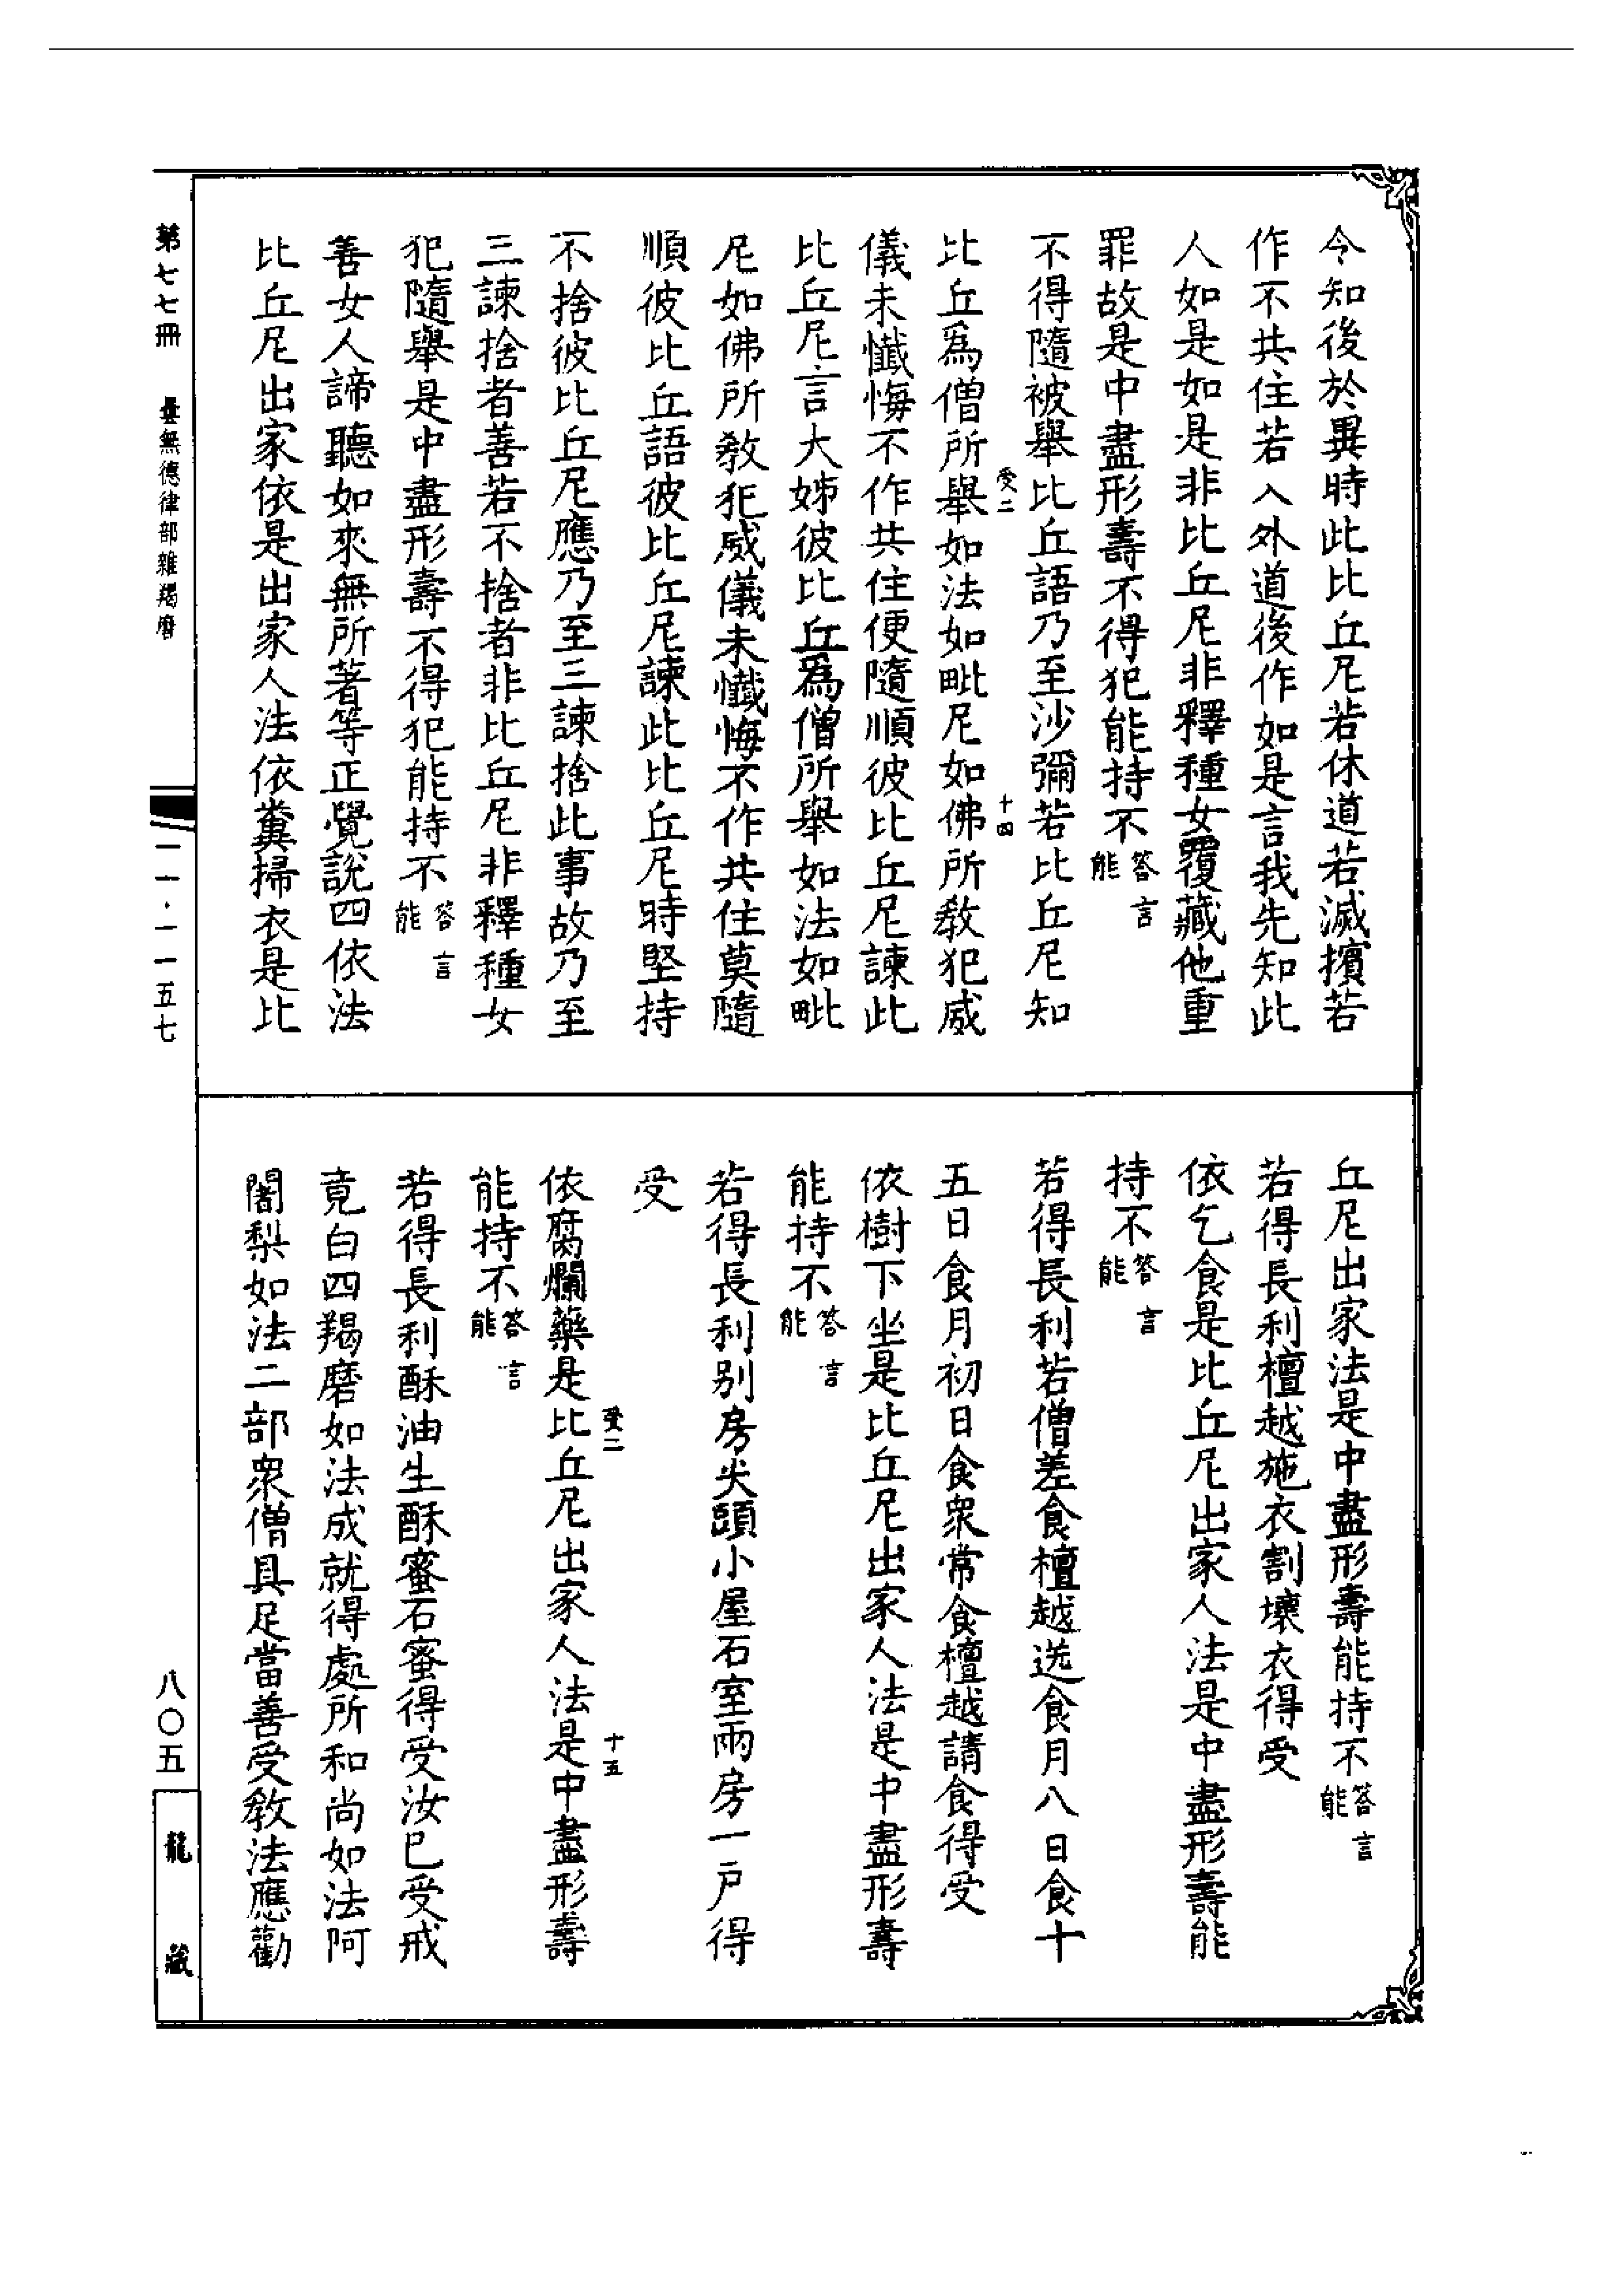 令知後於異時此比丘尼若休道若滅擯若
作不共住若入外道後作如是言我先知此
人如是如是非比丘尼非釋種女覆藏他重
罪故是中盡形壽不得犯能持不答言能
不得隨被舉比丘語乃至沙彌若比丘尼知
受二
十四
比丘爲僧所舉如法如毗尼如佛所教犯威
儀未懺悔不作共住便隨順彼比丘尼諫此
比丘尼言大姊彼比丘爲僧所舉如法如毗
尼如佛所教犯威儀未懺悔不作共住莫隨
順彼比丘語彼比丘尼諫此比丘尼時堅持
不捨彼比丘尼應乃至三諫捨此事故乃至
三諫捨者善若不捨者非比丘尼非釋種女
犯隨舉是中盡形壽不得犯能持不答言能
善女人諦聽如來無所著等正覺說四依法
比丘尼出家依是出家人法依糞掃衣是比
丘尼出家法是中盡形壽能持不答言能
若得長利檀越施衣割壞衣得受
依乞食是比丘尼出家人法是中盡形壽能
持不答言能
若得長利若僧差食檀越送食月八日食十
五日食月初日食眾常食檀越請食得受
依樹下坐是比丘尼出家人法是中盡形壽
能持不答言能
若得長利別房尖頭小屋石室兩房一戶得
受
受二
十五
依腐爛藥是比丘尼出家人法是中盡形壽
能持不答言能
若得長利酥油生酥蜜石蜜得受汝已受戒
竟白四羯磨如法成就得處所和尚如法阿
闍梨如法二部眾僧具足當善受教法應勸
第七七冊
曇無德律部雜羯磨
一一·一一五七
八〇五
龍藏